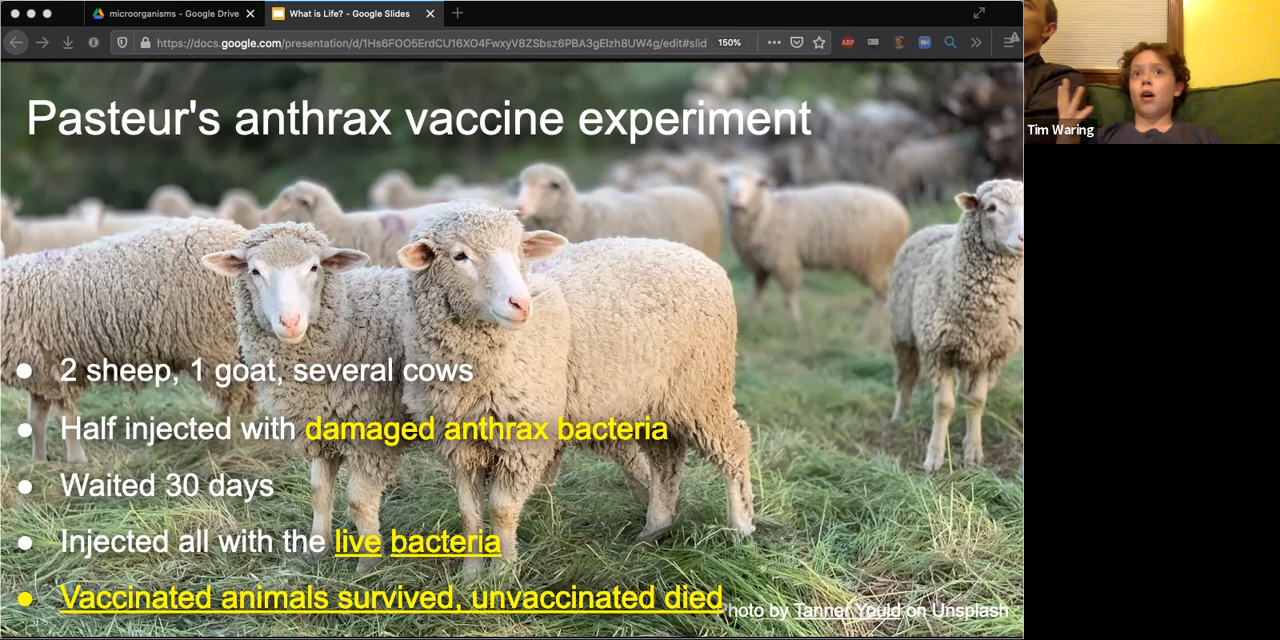 microorganisms - Google Drive
What is Life? - Google Slides
https://docs.google.com/presentation/d/1Hs6FOO5ErdCU16XO4FwxyV8ZSbsz6PBA3gElzh8UW4g/edit#slid
150%
ABP
Tim Waring
Pasteur's anthrax vaccine experiment
2 sheep, 1 goat, several cows
Half injected with damaged anthrax bacteria
Waited 30 days
Injected all with the live bacteria
Vaccinated animals survived, unvaccinated died
Photo by Tanner Yould on Unsplash